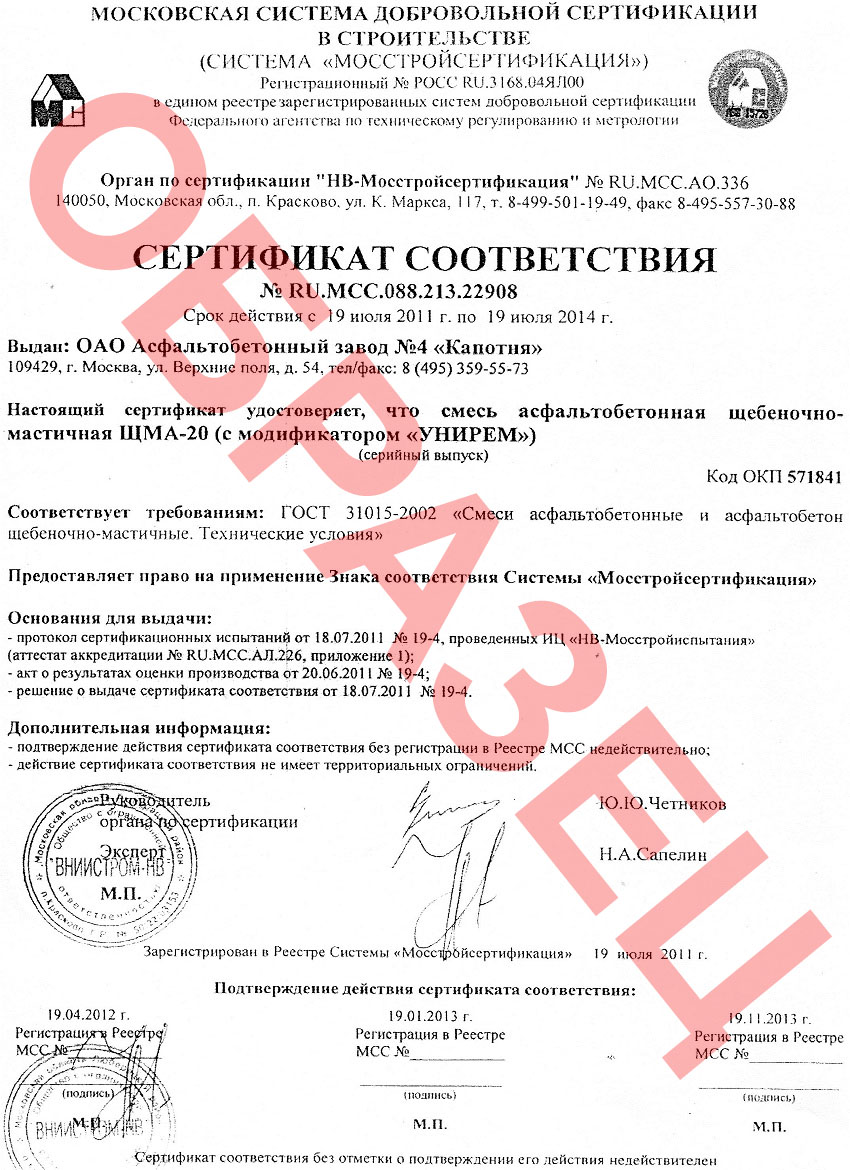 МОСКОВСКАЯ СИСТЕМА ДОБРОВОЛЬНОЙ СЕРТИФИКАЦИИ
В СТРОИТЕЛЬСТВЕ
(СИСТЕМА «МОССТРОЙСЕРТИФИКАЦИЯ»)
Регистрационный № РОСС RU.3168.04ЯЛ00
в едином реестре зарегистрированных систем добровольной сертификации
Федерального агентства по техническому регулированию и метрологии
М Н
Орган по сертификации "НВ-Мосстройсертификация" № RU.МСС.АО.336
140050, Московская обл., п. Красково, ул. К. Маркса, 117, т. 8-499-501-19-49, факс 8-495-557-30-88
СЕРТИФИКАТ СООТВЕТСТВИЯ
№ RU.МСС.088.213.22908
Срок действия с 19 июля 2011 г. по 19 июля 2014 г.
Выдан: ОАО Асфальтобетонный завод №4 «Капотня»
109429, г. Москва, ул. Верхние поля, д. 54, тел/факс: 8 (495) 359-55-73
Настоящий сертификат удостоверяет, что смесь асфальтобетонная щебеночно-
мастичная ЩМА-20 (с модификатором «УНИРЕМ»)
(серийный выпуск)
Код ОКП 571841
Соответствует требованиям: ГОСТ 31015-2002 «Смеси асфальтобетонные и асфальтобетон
щебеночно-мастичные. Технические условия»
Предоставляет право на применение Знака соответствия Системы «Мосстройсертификация»
Основания для выдачи:
- протокол сертификационных испытаний от 18.07.2011 № 19-4, проведенных ИЦ «НВ-Мосстройиспытания»
(аттестат аккредитации № RU.МСС.АЛ.226, приложение 1);
- акт о результатах оценки производства от 20.06.2011 № 19-4;
- решение о выдаче сертификата соответствия от 18.07.2011 № 19-4.
Дополнительная информация:
- подтверждение действия сертификата соответствия без регистрации в Реестре МСС недействительно;
- действие сертификата соответствия не имеет территориальных ограничений.
Руководитель
органа по сертификации
Ю.Ю.Четников
Эксперт
Н.А.Сапелин
"ВНИИСТРОМ-НВ"
М.П.
Зарегистрирован в Реестре Системы «Мосстройсертификация» 19 июля 2011 г.
Подтверждение действия сертификата соответствия:
19.04.2012 г. 19.01.2013 г. 19.11.2013 г.
Регистрация в Реестре Регистрация в Реестре Регистрация в Реестре
МСС № МСС № МСС №
(подпись) (подпись) (подпись)
М.П. М.П. М.П.
ВНИИСТРОМ-НВ
Сертификат соответствия без отметки о подтверждении его действия недействителен
ОБРАЗЕЦ